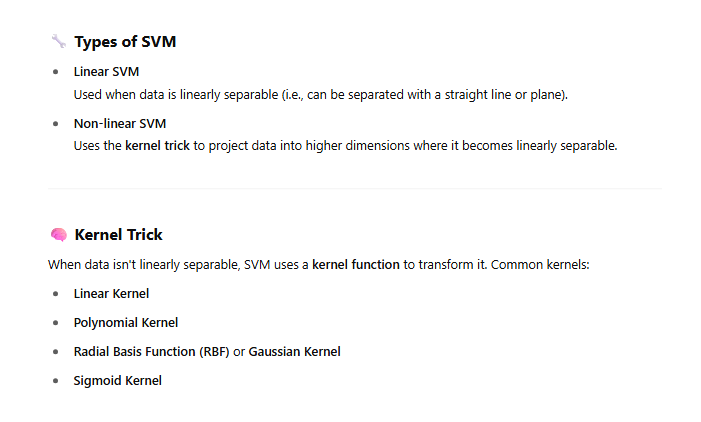 Types of SVM
Linear SVM
Used when data is linearly separable (i.e., can be separated with a straight line or plane).
Non-linear SVM
Uses the kernel trick to project data into higher dimensions where it becomes linearly separable.
Kernel Trick
When data isn't linearly separable, SVM uses a kernel function to transform it. Common kernels:
Linear Kernel
Polynomial Kernel
Radial Basis Function (RBF) or Gaussian Kernel
Sigmoid Kernel